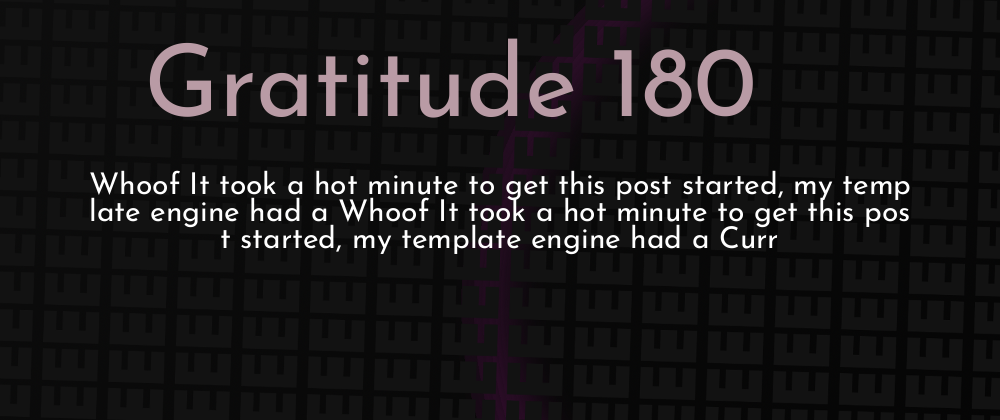 Gratitude 180
Whoof It took a hot minute to get this post started, my temp
late engine had a Whoof It took a hot minute to get this pos
t started, my template engine had a Curr